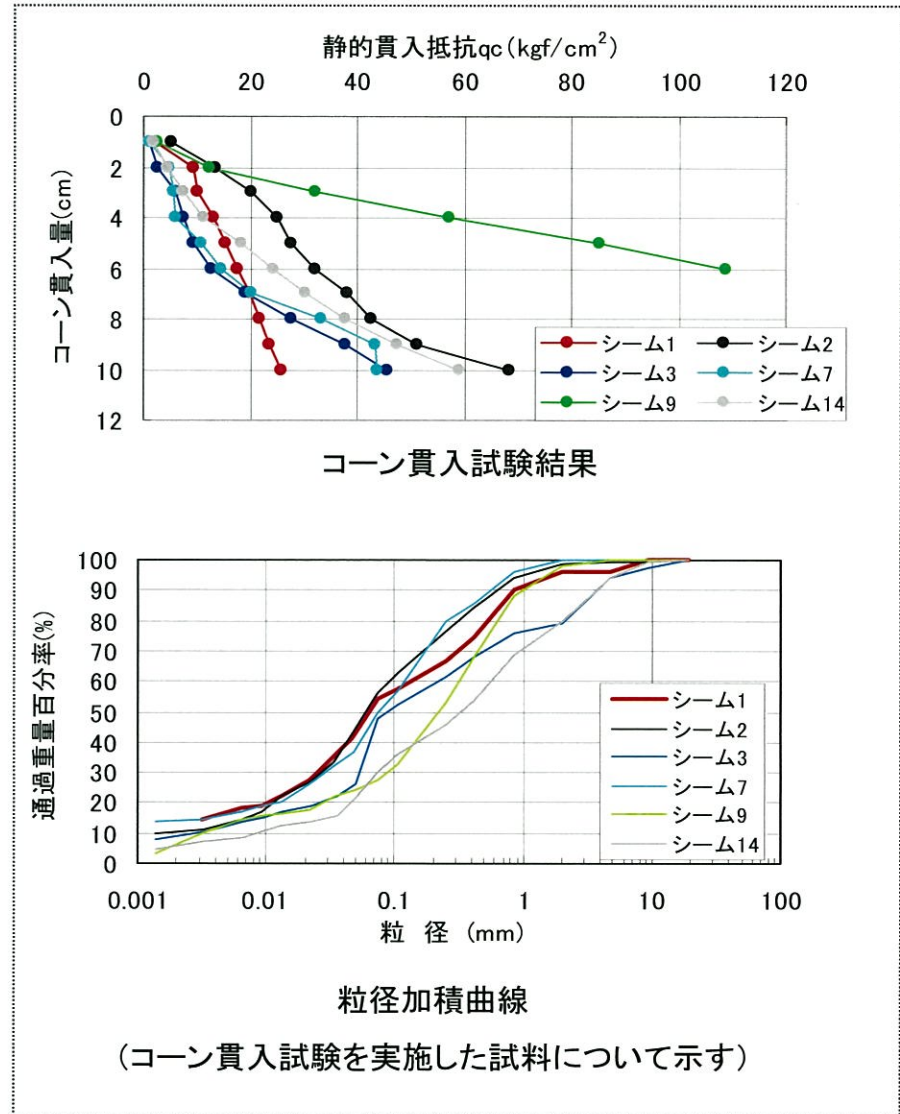 静的貫入抵抗qc(kgf/cm²)
0 20 40 60 80 100 120
コーン貫入量(cm)
0
2
4
6
8
10
12
シーム1 シーム2
シーム3 シーム7
シーム9 シーム14
コーン貫入試験結果
通過重量百分率(%)
100
90
80
70
60
50
40
30
20
10
0
シーム1
シーム2
シーム3
シーム7
シーム9
シーム14
0.001 0.01 0.1 1 10 100
粒 径 (mm)
粒径加積曲線
(コーン貫入試験を実施した試料について示す)